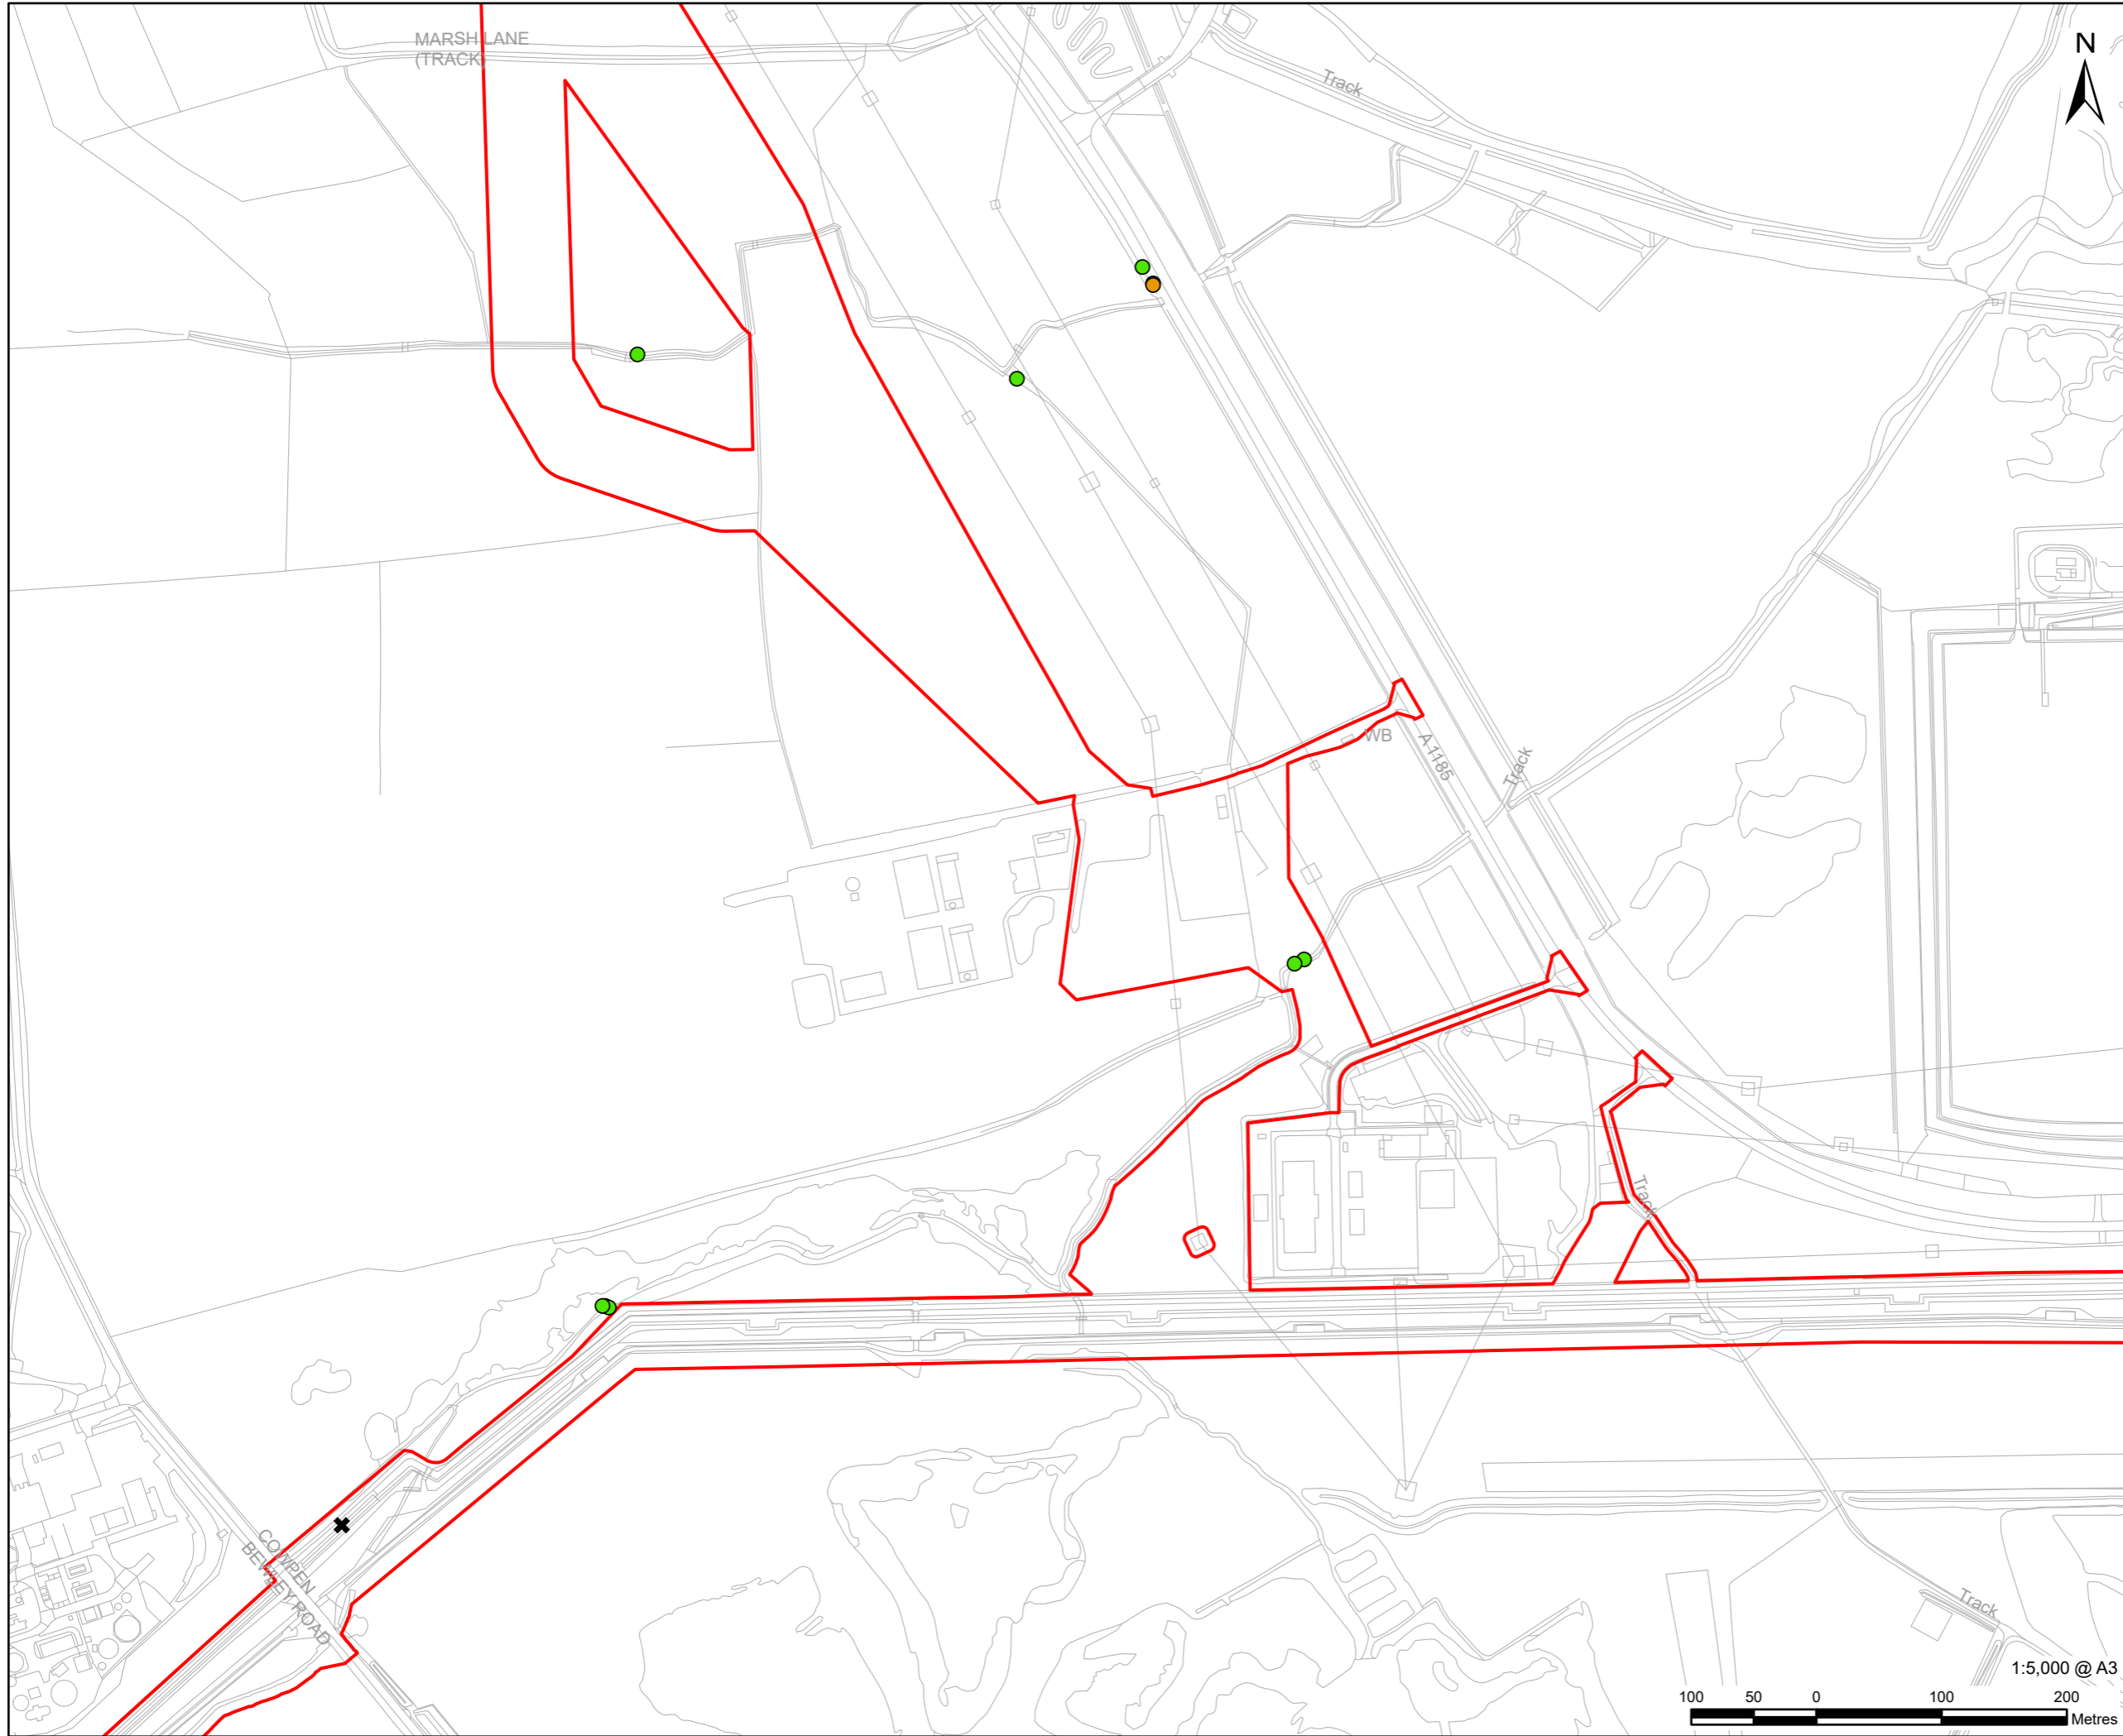 MARSH LANE
(TRACK)
Track
N
WB
A 1185
Track
Track
COWPEN
BEWLEY ROAD
Track
1:5,000 @ A3
100 50 0 100 200
Metres